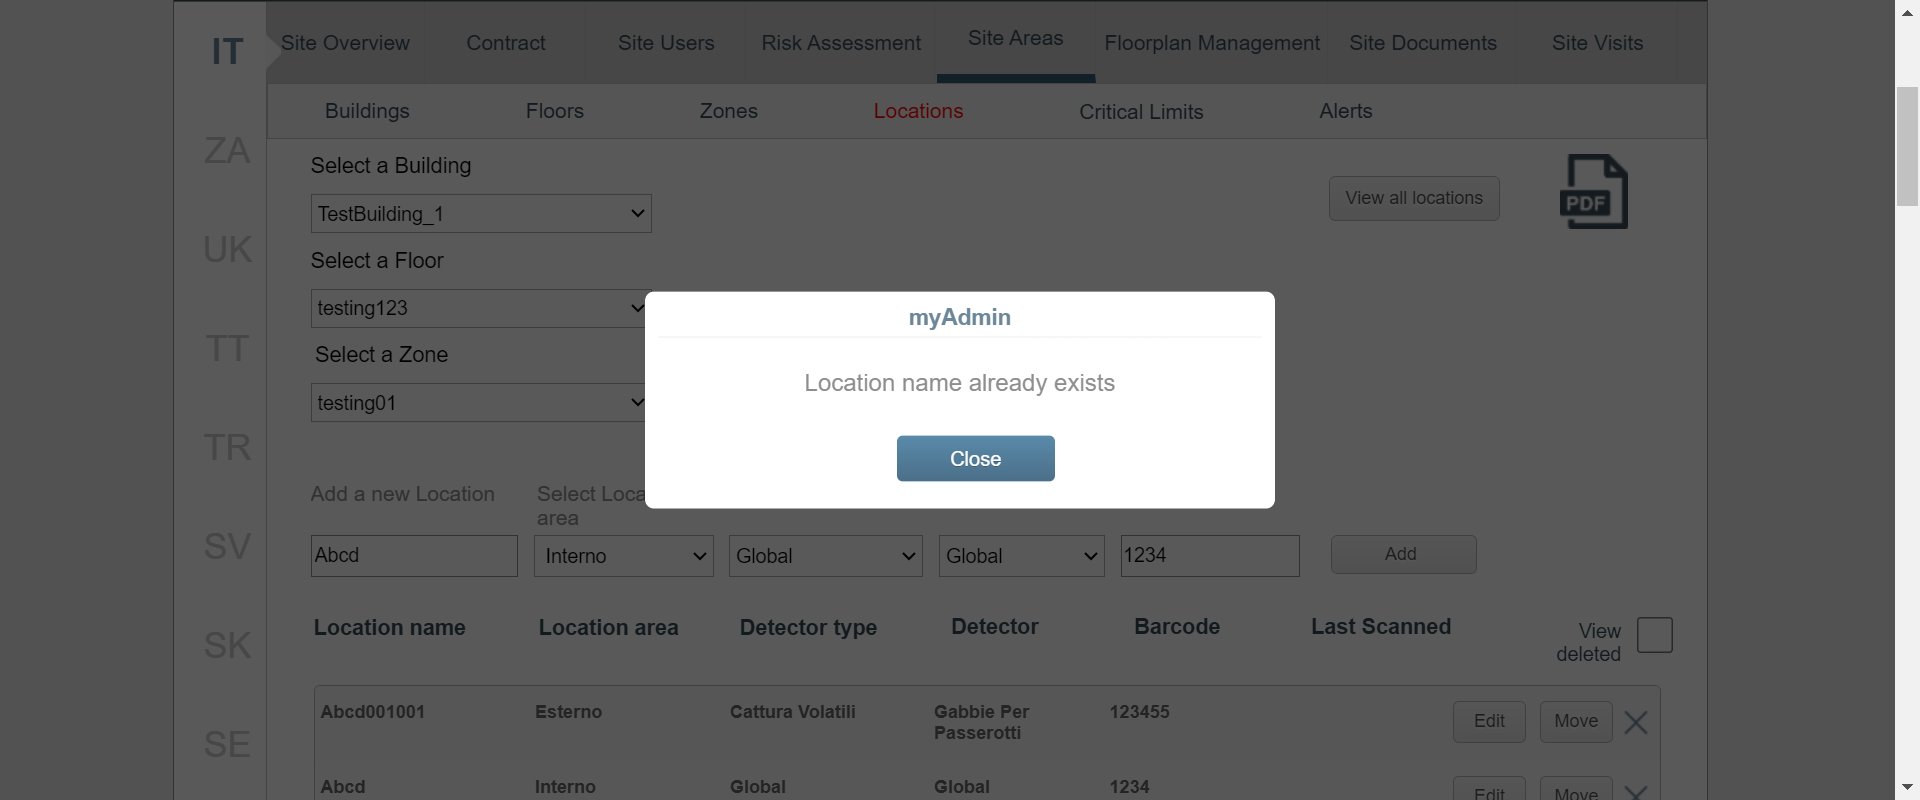 IT
Site Overview
Contract
Site Users
Risk Assessment
Site Areas
Floorplan Management
Site Documents
Site Visits
Buildings
Floors
Zones
Locations
Critical Limits
Alerts
ZA
UK
TT
TR
SV
SK
SE
Select a Building
TestBuilding_1
View all locations
PDF
Select a Floor
testing123
Select a Zone
testing01
myAdmin
Location name already exists
Close
Add a new Location
Select Loca
area
Abcd
Interno
Global
Global
1234
Add
Location name
Location area
Detector type
Detector
Barcode
Last Scanned
View
deleted
Abcd001001
Esterno
Cattura Volatili
Gabbie Per
Passerotti
123455
Edit
Move
Abcd
Interno
Global
Global
1234
Edit
Move